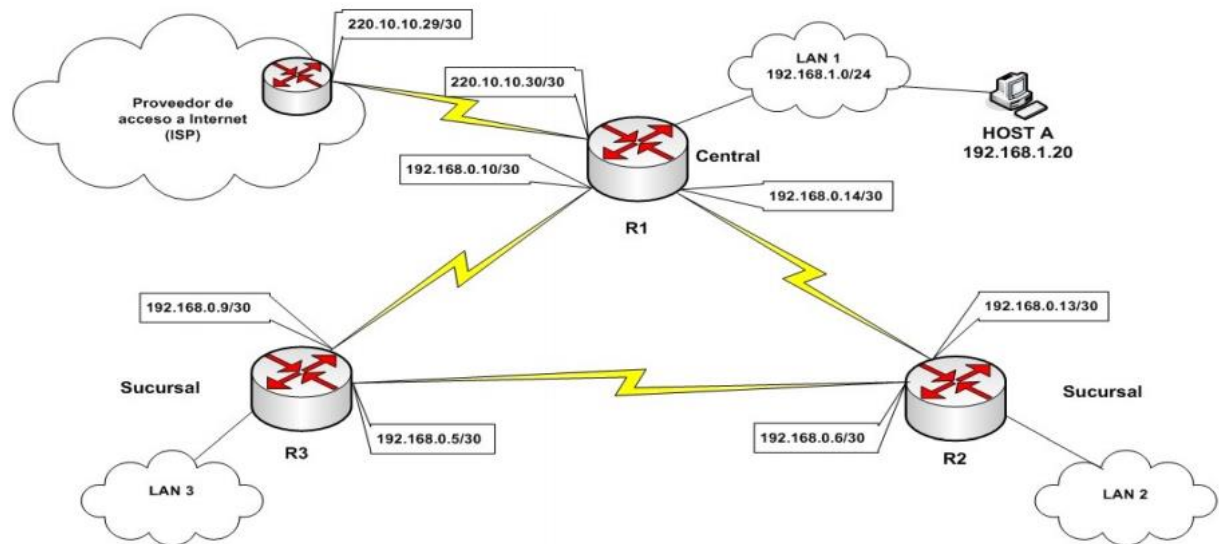 220.10.10.29/30
LAN 1
192.168.1.0/24
220.10.10.30/30
Proveedor de
acceso a Internet
(ISP)
HOST A
192.168.1.20
Central
192.168.0.10/30
192.168.0.14/30
R1
192.168.0.9/30
192.168.0.13/30
Sucursal
Sucursal
192.168.0.5/30
192.168.0.6/30
R3
R2
LAN 3
LAN 2